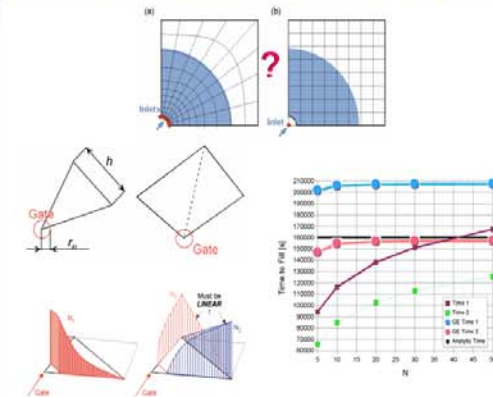 (a)
(b)
?
Inlets
Inlet
h
Gate
Gate
Must be
LINEAR
!
Gate
Gate
Time to Fill [s]
210000
200000
190000
180000
170000
160000
150000
140000
130000
120000
110000
100000
90000
80000
70000
60000
5
10
20
30
40
50
N
Time 1
Time 2
GE Time 1
GE Time 2
Analytic Time